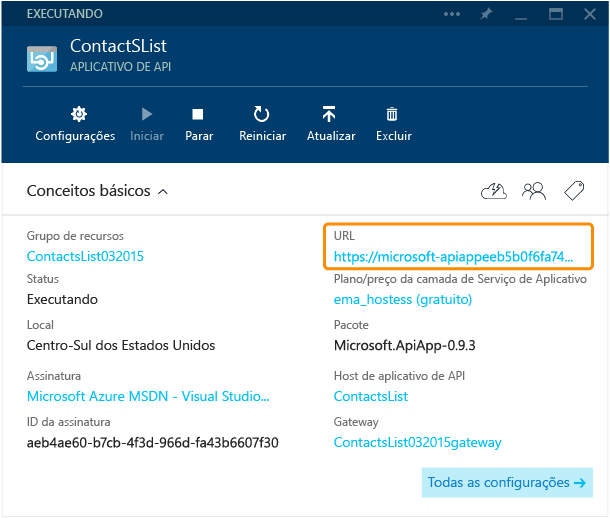 EXECUTANDO
ContactSList
APLICATIVO DE API
Configurações
Iniciar
Parar
Reiniciar
Atualizar
Excluir
Conceitos básicos
Grupo de recursos
ContactsList032015
URL
https://microsoft-apiappeeb5b0f6fa74...
Status
Executando
Plano/preço da camada de Serviço de Aplicativo
ema_hostess (gratuito)
Local
Centro-Sul dos Estados Unidos
Pacote
Microsoft.ApiApp-0.9.3
Assinatura
Microsoft Azure MSDN - Visual Studio...
Host de aplicativo de API
ContactsList
ID da assinatura
aeb4ae60-b7cb-4f3d-966d-fa43b6607f30
Gateway
ContactsList032015gateway
Todas as configurações →